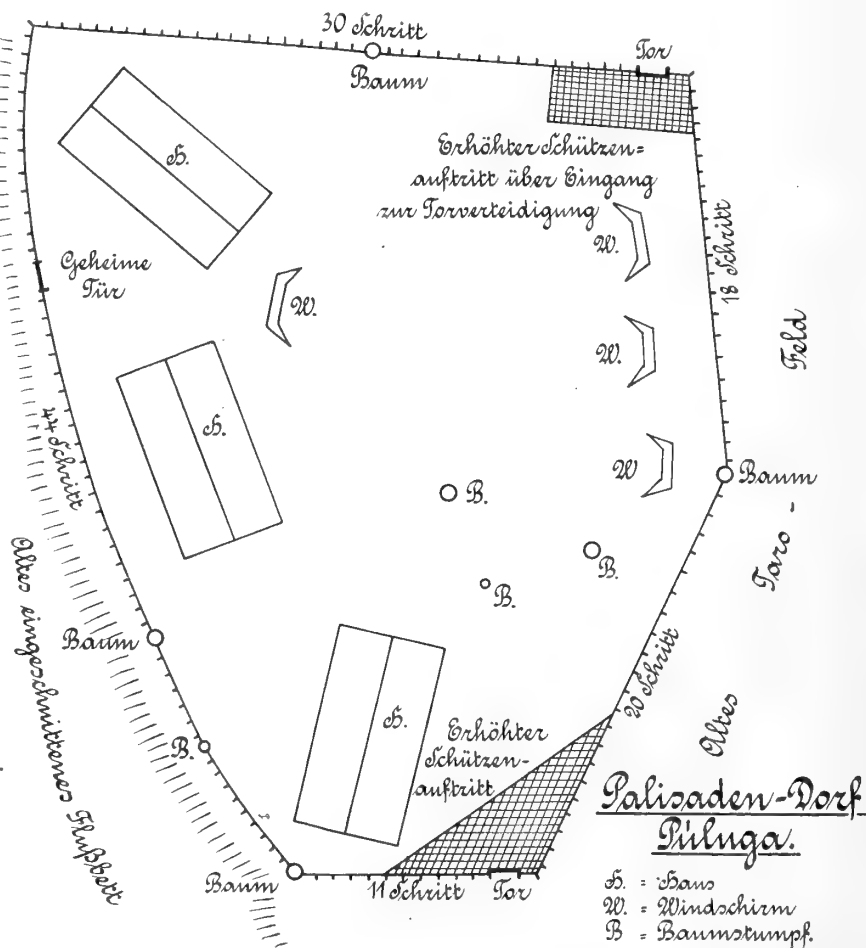 30 Schritt
Tor
Baum
Erhöhter Schützen=
auftritt über Eingang
zur Torverteidigung
H.
W.
18 Schritt
Geheime
Tür
W.
W.
Feld
H.
44 Schritt
W
Baum
B.
B.
B.
Taro -
Altes eingeschnittenes Flußbett
Baum
20 Schritt
H.
B.
Erhöhter
Schützen-
auftritt
Altes
Baum
11 Schritt
Tor
Palisaden-Dorf
Pùluga.
H. = Haus
W. = Windschirm
B = Baumstumpf.